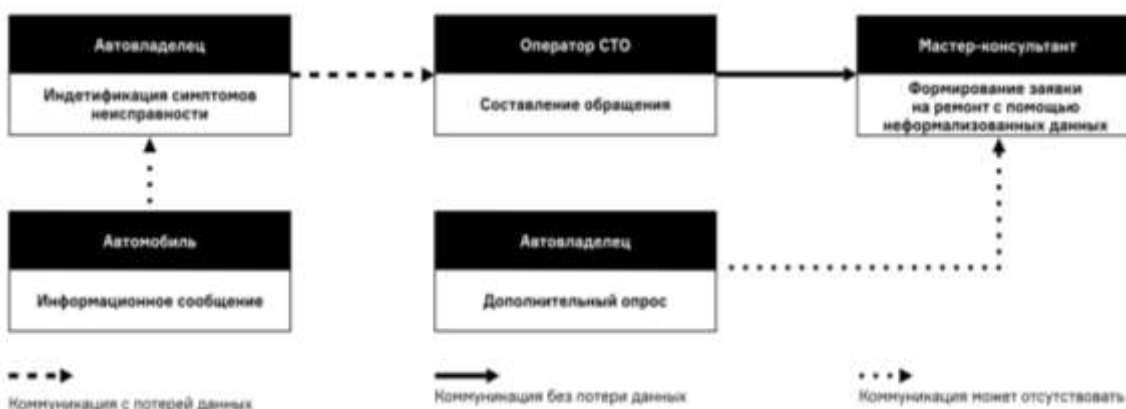 Автовладелец
Индетификация симптомов
неисправности
Оператор СТО
Составление обращения
Мастер-консультант
Формирование заявки
на ремонт с помощью
неформализованных данных
Автомобиль
Информационное сообщение
Автовладелец
Дополнительный опрос
Коммуникация с потерей данных
Коммуникация без потери данных
Коммуникация может отсутствовать